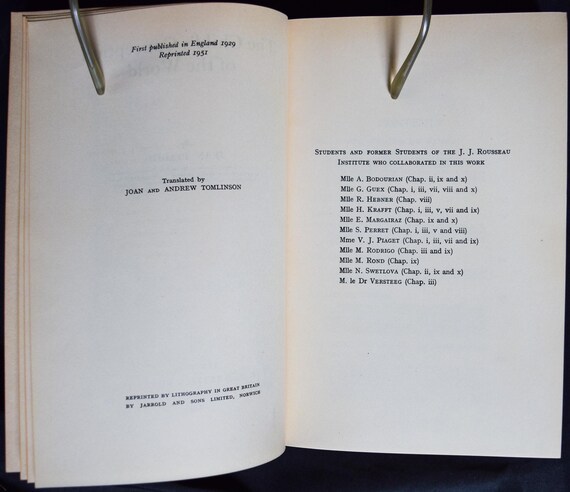 First published in England 1929
Reprinted 1951
Translated by
JOAN AND ANDREW TOMLINSON
REPRINTED BY LITHOGRAPHY IN GREAT BRITAIN
BY JARROLD AND SONS LIMITED, NORWICH
STUDENTS AND FORMER STUDENTS OF THE J. J. ROUSSEAU
INSTITUTE WHO COLLABORATED IN THIS WORK
Mlle A. BODOURIAN (Chap. ii, ix and x)
Mlle G. GUEX (Chap. i, iii, vii, viii and x)
Mlle R. HEBNER (Chap. viii)
Mlle H. KRAFFT (Chap. i, iii, v, vii and ix)
Mlle E. MARGAIRAZ (Chap. ix and x)
Mlle S. PERRET (Chap. i, iii, v and viii)
Mme V. J. PIAGET (Chap. i, iii, vii and ix)
Mlle M. RODRIGO (Chap. iii and ix)
Mlle M. ROND (Chap. ix)
Mlle N. SWETLOVA (Chap. ii, ix and x)
M. le Dr VERSTEEG (Chap. iii)